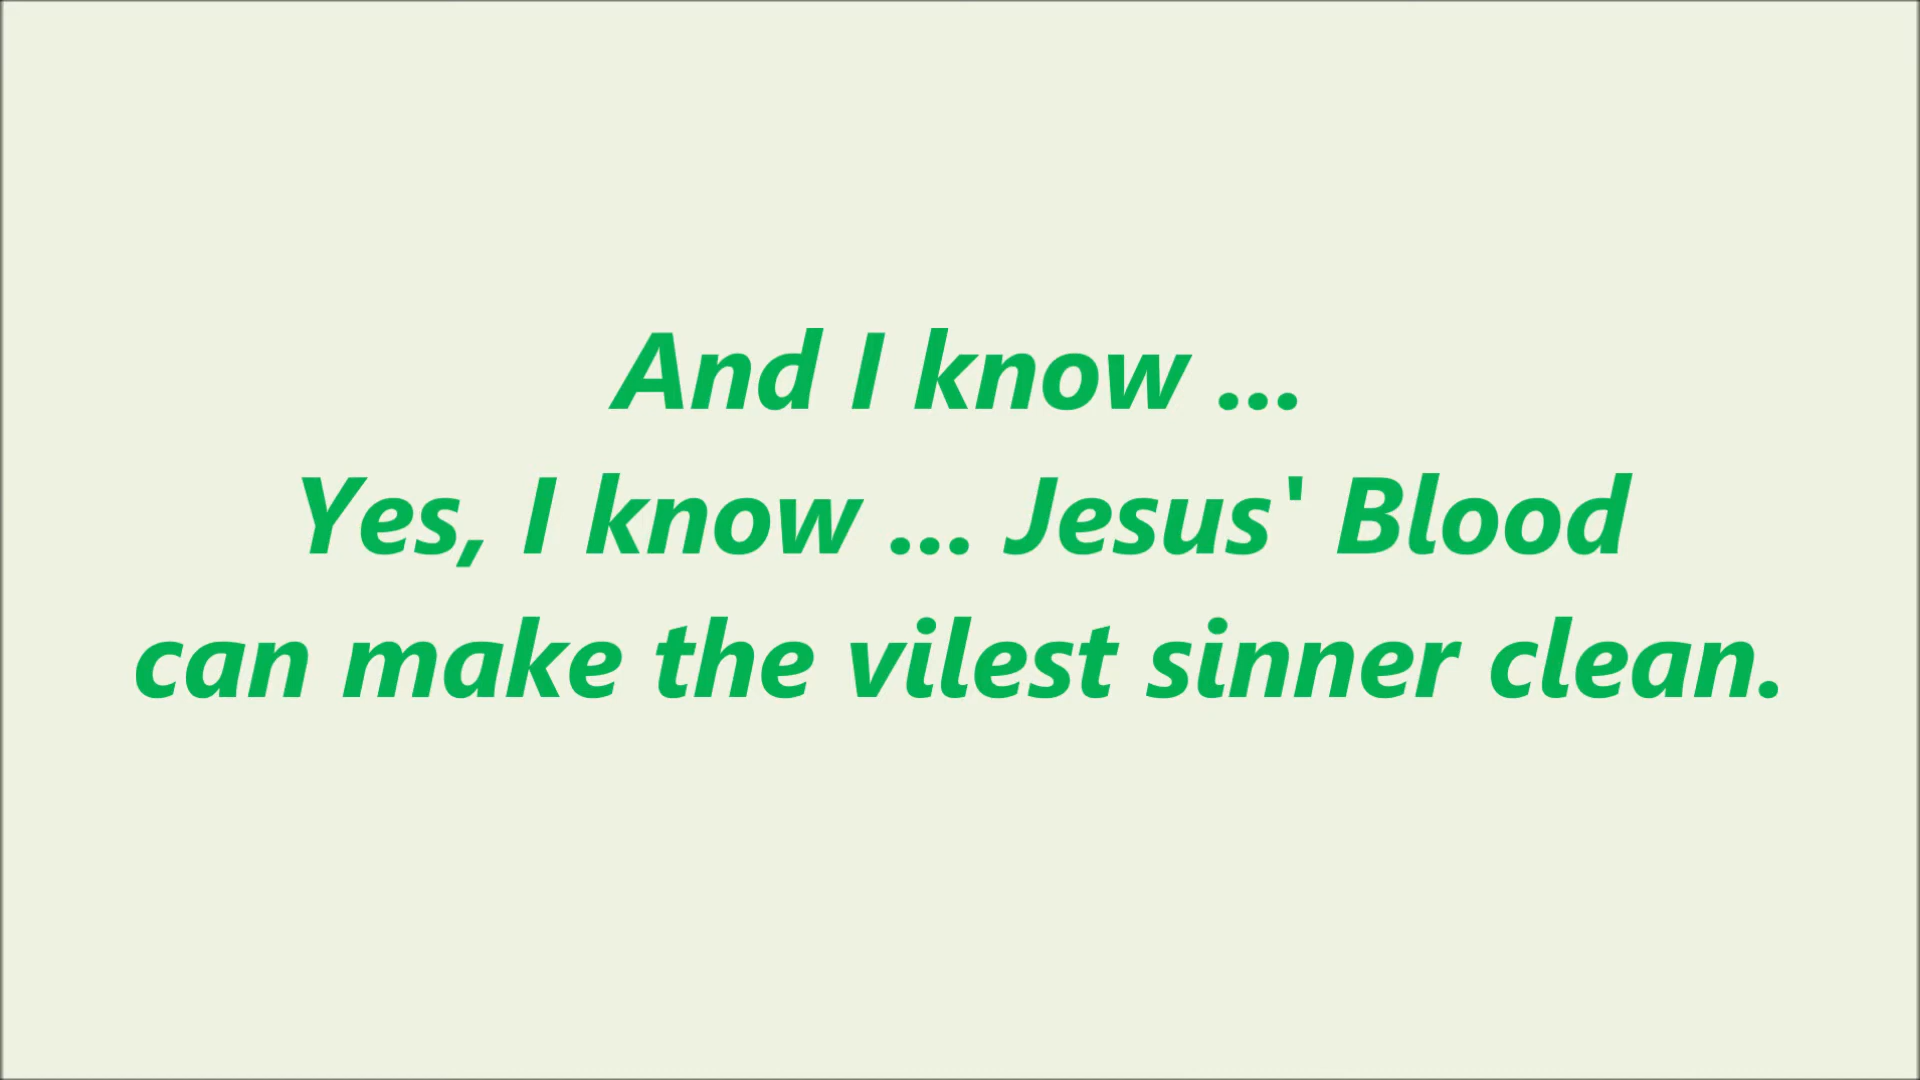 And I know ...
Yes, I know ... Jesus' Blood
can make the vilest sinner clean.